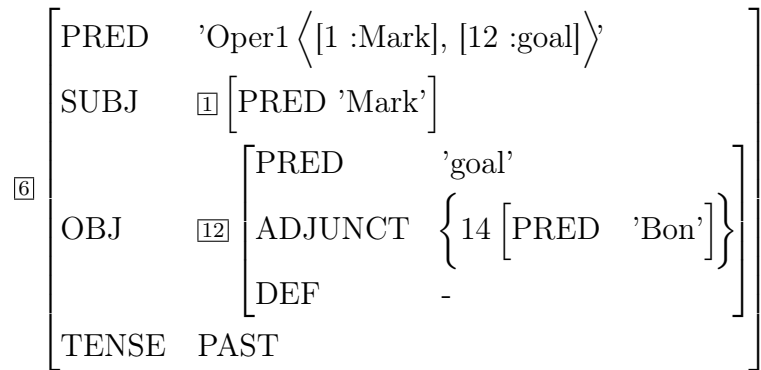 PRED 'Oper1⟨[1 :Mark], [12 :goal]⟩'
SUBJ 1 [PRED 'Mark']
PRED 'goal'
6 OBJ 12 ADJUNCT {14 [PRED 'Bon']}
DEF -
TENSE PAST